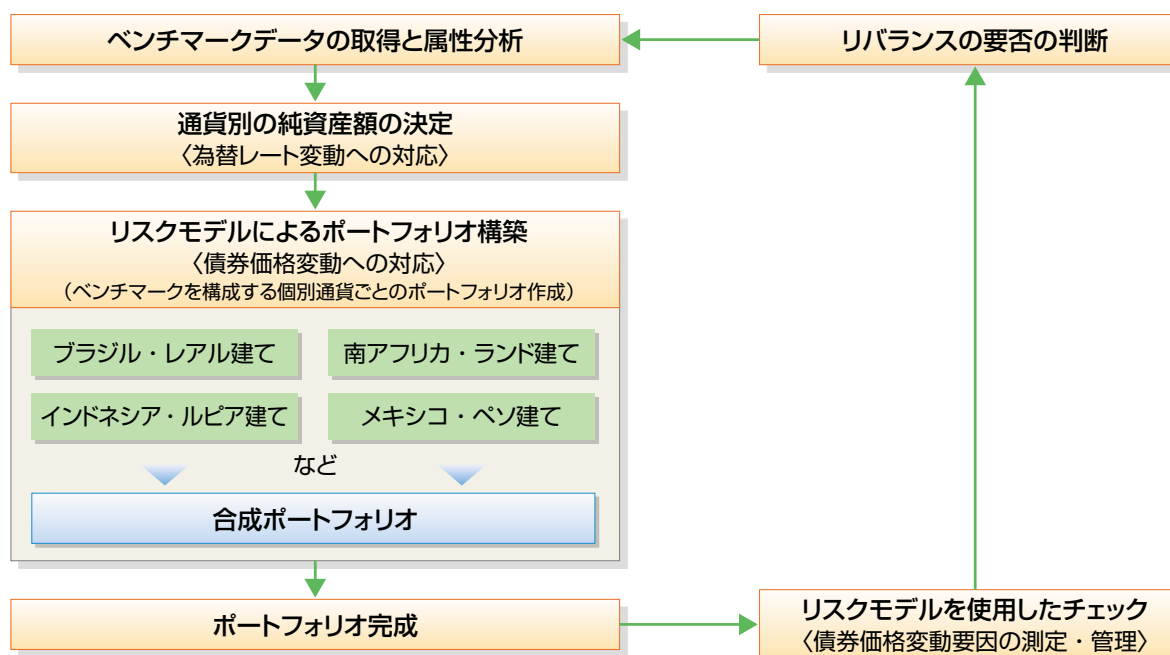 ベンチマークデータの取得と属性分析
リバランスの要否の判断
通貨別の純資産額の決定
〈為替レート変動への対応〉
リスクモデルによるポートフォリオ構築
〈債券価格変動への対応〉
（ベンチマークを構成する個別通貨ごとのポートフォリオ作成）
ブラジル・レアル建て
南アフリカ・ランド建て
インドネシア・ルピア建て
メキシコ・ペソ建て
など
合成ポートフォリオ
ポートフォリオ完成
リスクモデルを使用したチェック
〈債券価格変動要因の測定・管理〉